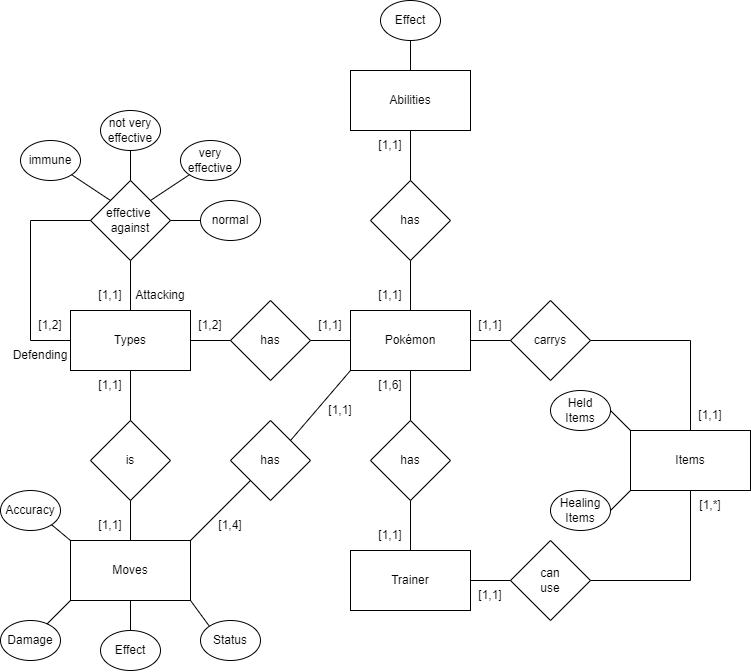 Effect
Abilities
[1,1]
not very
effective
immune
very
effective
effective
against
normal
has
[1,1]
Attacking
[1,1]
[1,2]
Types
[1,2]
has
[1,1]
Pokémon
[1,1]
carrys
Defending
[1,1]
[1,6]
[1,1]
Held
Items
[1,1]
is
has
has
Items
Accuracy
Healing
Items
[1,*]
[1,1]
[1,4]
[1,1]
Moves
Trainer
can
use
[1,1]
Damage
Effect
Status